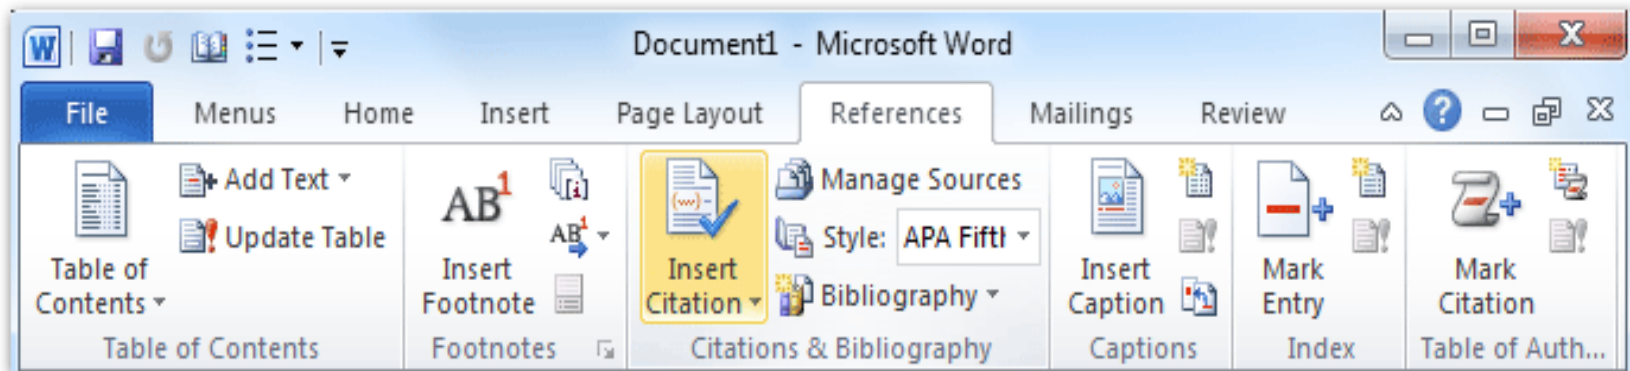 W Document1 - Microsoft Word
File Menus Home Insert Page Layout References Mailings Review ?
Add Text
Update Table
Table of
Contents
Table of Contents
AB1
AB1
Insert
Footnote
Footnotes
Insert
Citation
Manage Sources
Style: APA Fifth
Bibliography
Citations & Bibliography
Insert
Caption
Captions
Mark
Entry
Index
Mark
Citation
Table of Auth...